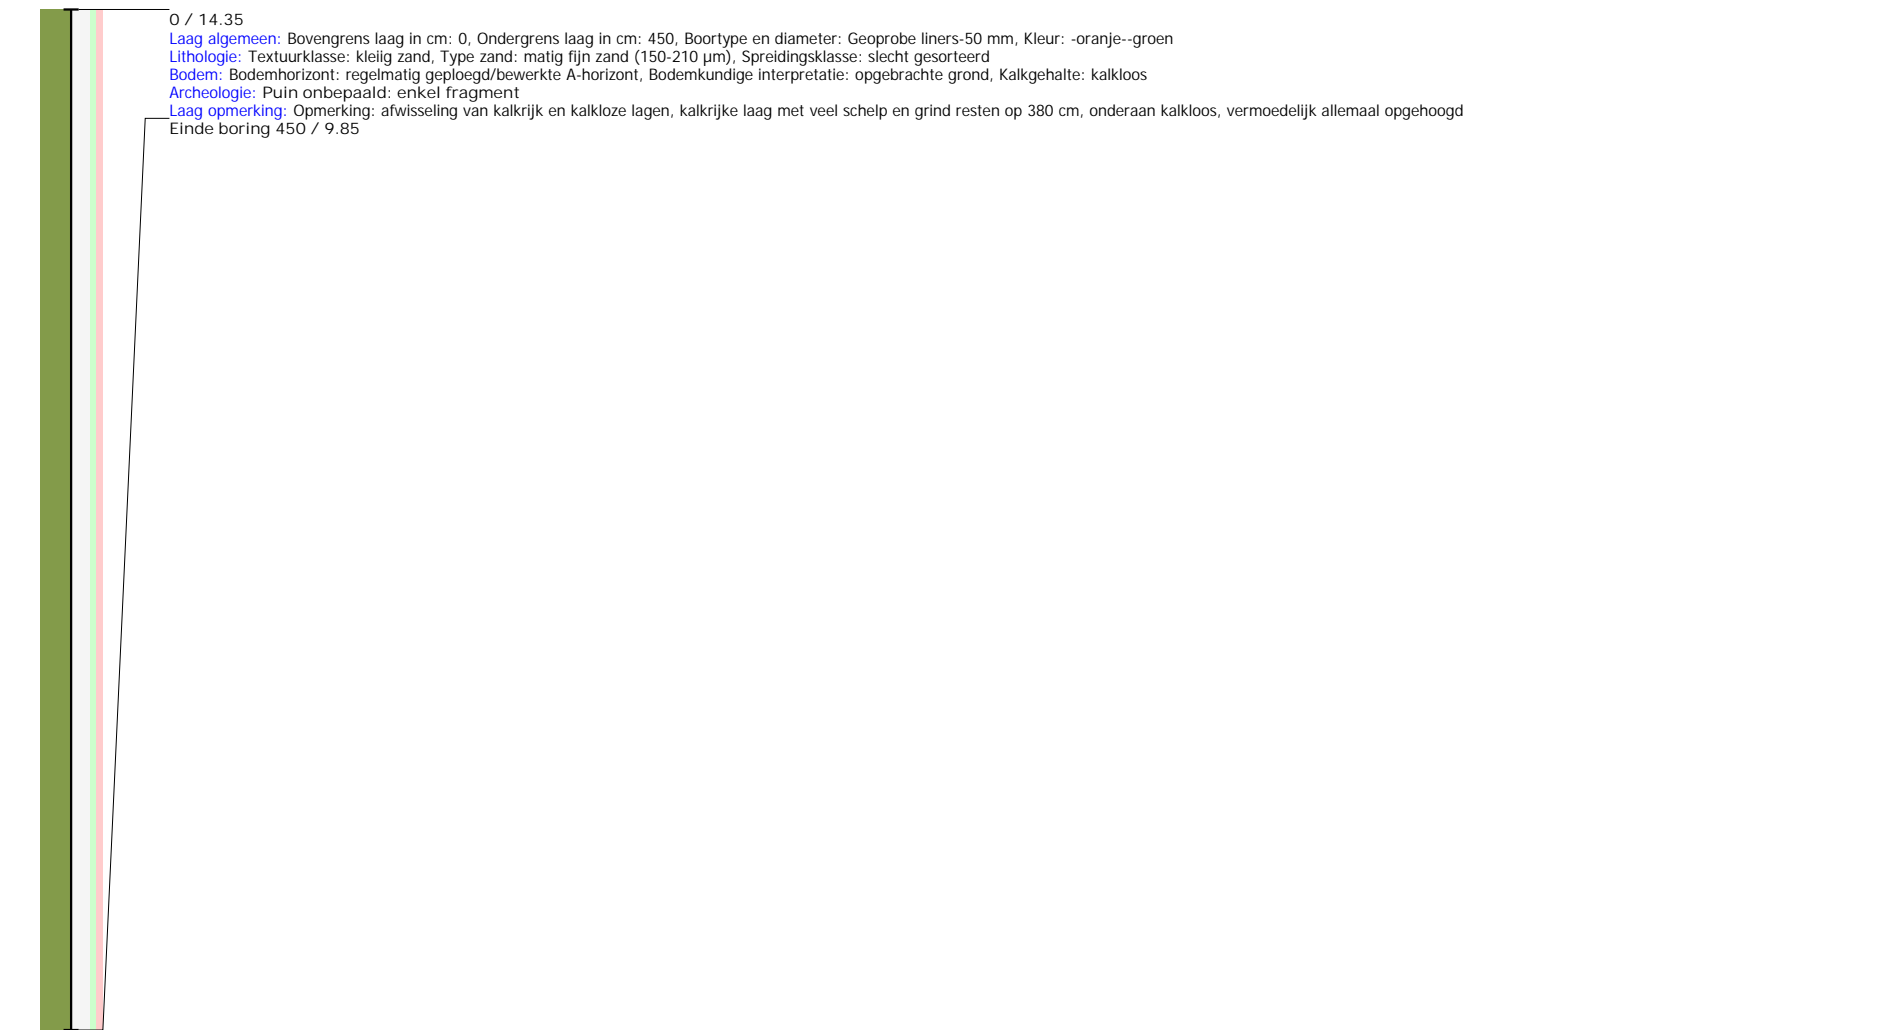 0 / 14.35
Laag algemeen: Bovengrens laag in cm: 0, Ondergrens laag in cm: 450, Boortype en diameter: Geoprobe liners-50 mm, Kleur: -oranje--groen
Lithologie: Textuurklasse: kleiig zand, Type zand: matig fijn zand (150-210 µm), Spreidingsklasse: slecht gesorteerd
Bodem: Bodemhorizont: regelmatig geploegd/bewerkte A-horizont, Bodemkundige interpretatie: opgebrachte grond, Kalkgehalte: kalkloos
Archeologie: Puin onbepaald: enkel fragment
Laag opmerking: Opmerking: afwisseling van kalkrijk en kalkloze lagen, kalkrijke laag met veel schelp en grind resten op 380 cm, onderaan kalkloos, vermoedelijk allemaal opgehoogd
Einde boring 450 / 9.85